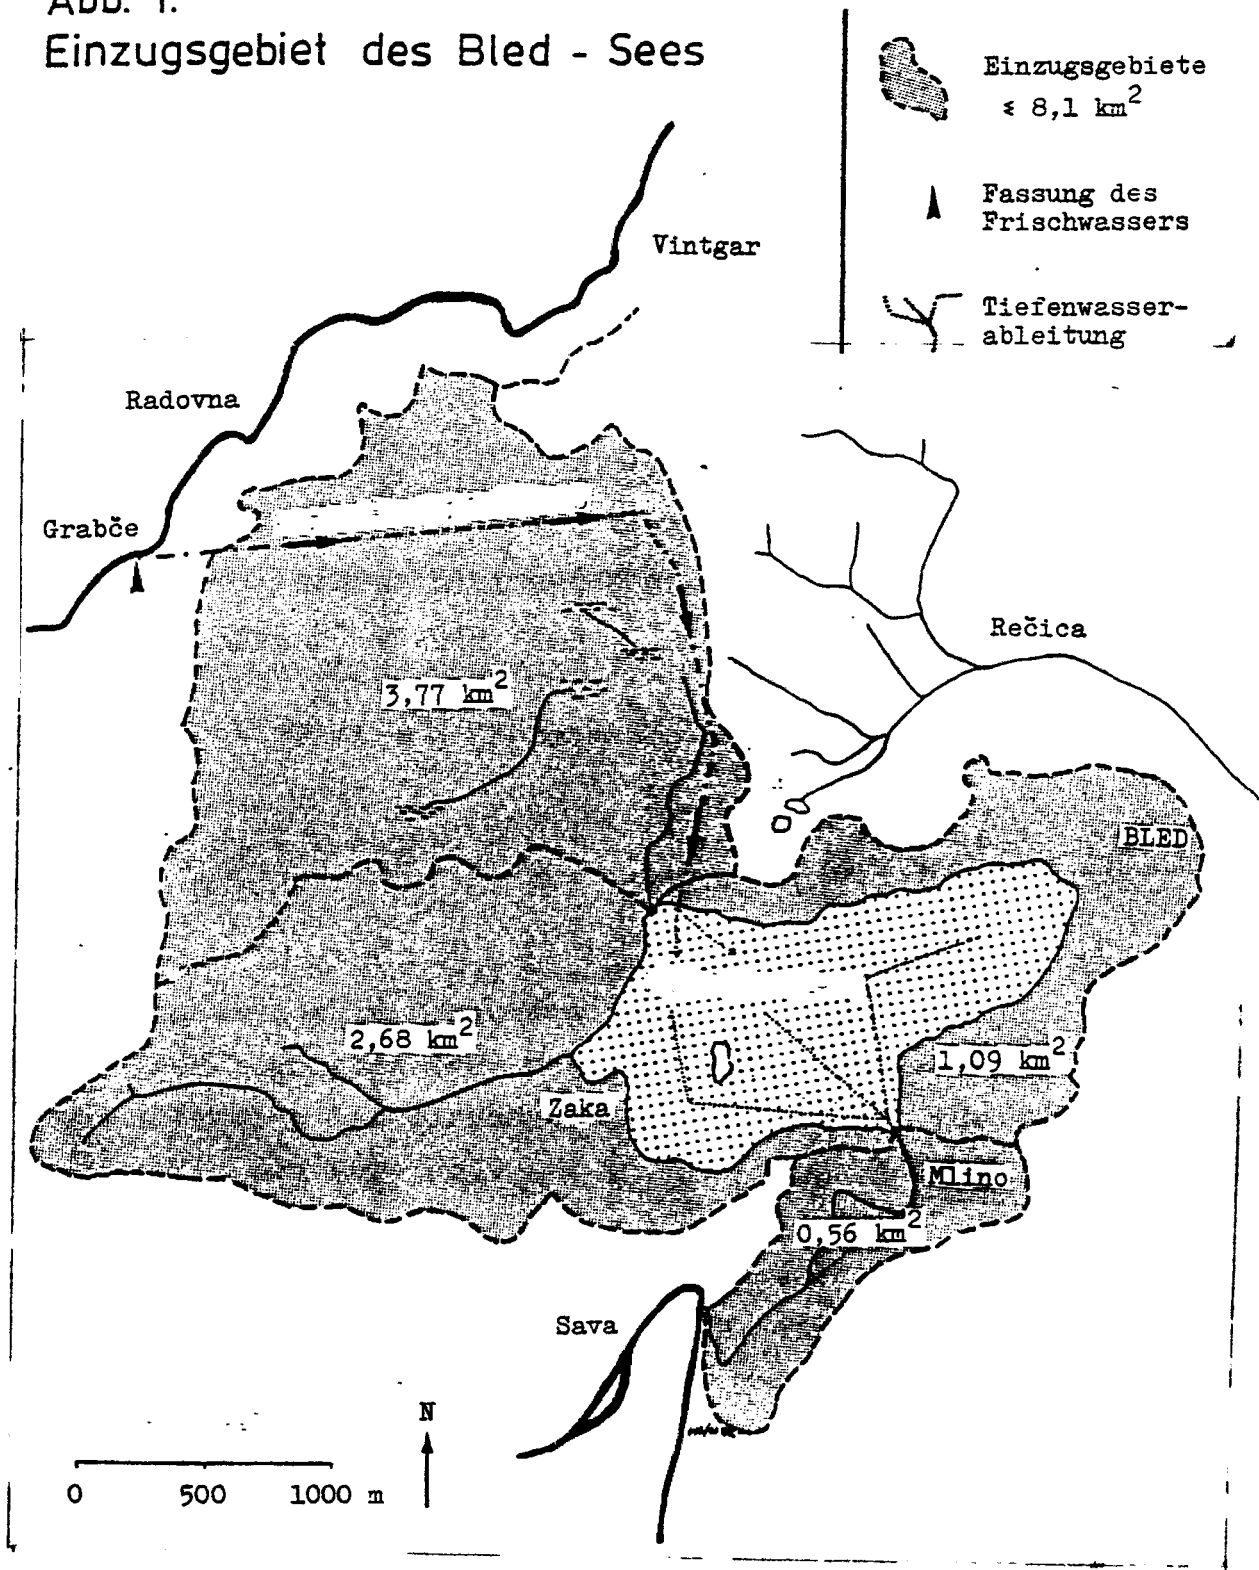 Abb. 1.
Einzugsgebiet des Bled - Sees
Einzugsgebiete
≤ 8,1 km²
Fassung des
Frischwassers
Tiefenwasser-
ableitung
Vintgar
Radovna
Grabče
Rečica
3,77 km²
BLED
2,68 km²
1,09 km²
Zaka
Mlino
0,56 km²
Sava
N
0 500 1000 m